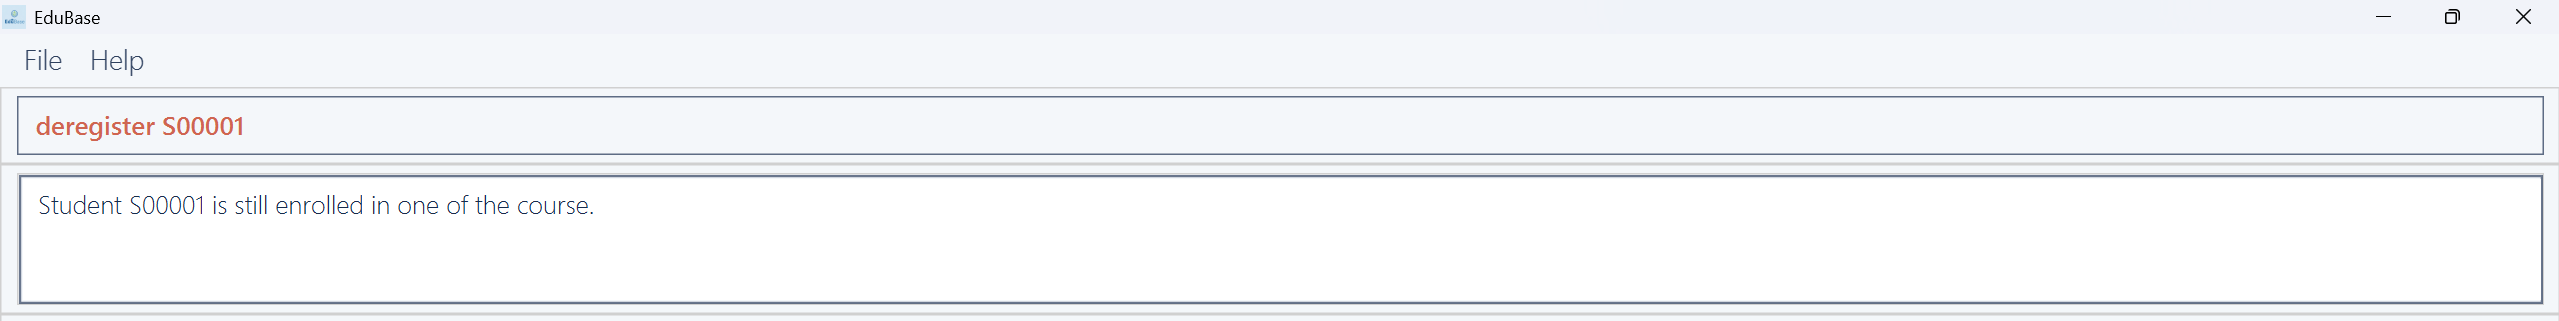 EduBase
File Help
deregister S00001
Student S00001 is still enrolled in one of the course.